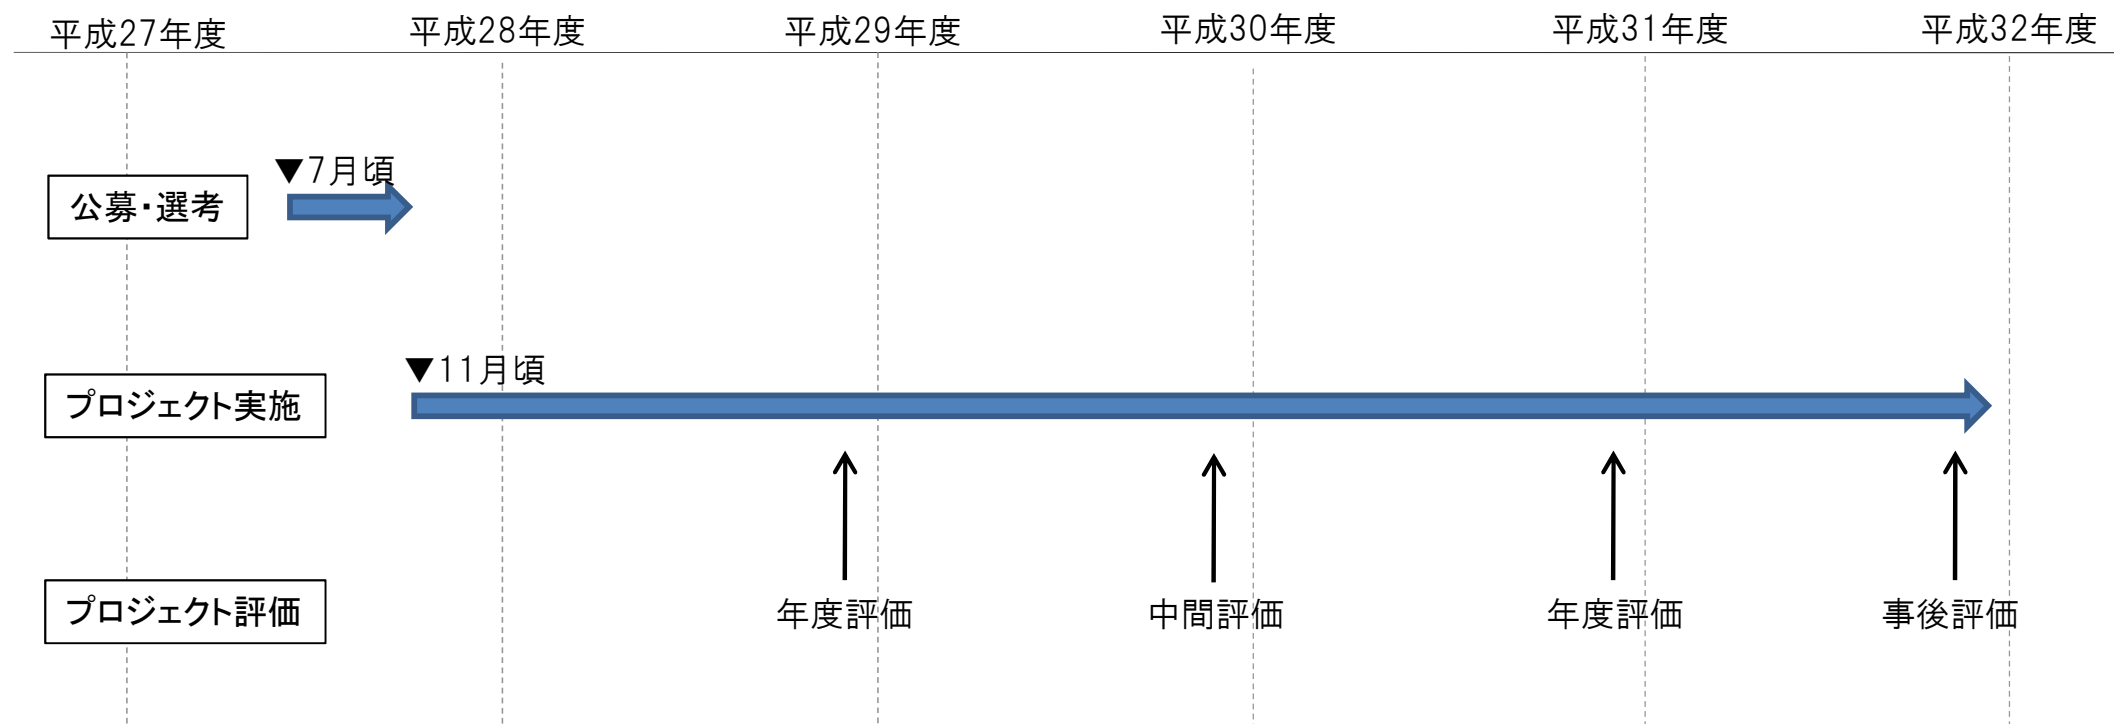 平成27年度
平成28年度
平成29年度
平成30年度
平成31年度
平成32年度
▼7月頃
公募・選考
▼11月頃
プロジェクト実施
プロジェクト評価
年度評価
中間評価
年度評価
事後評価